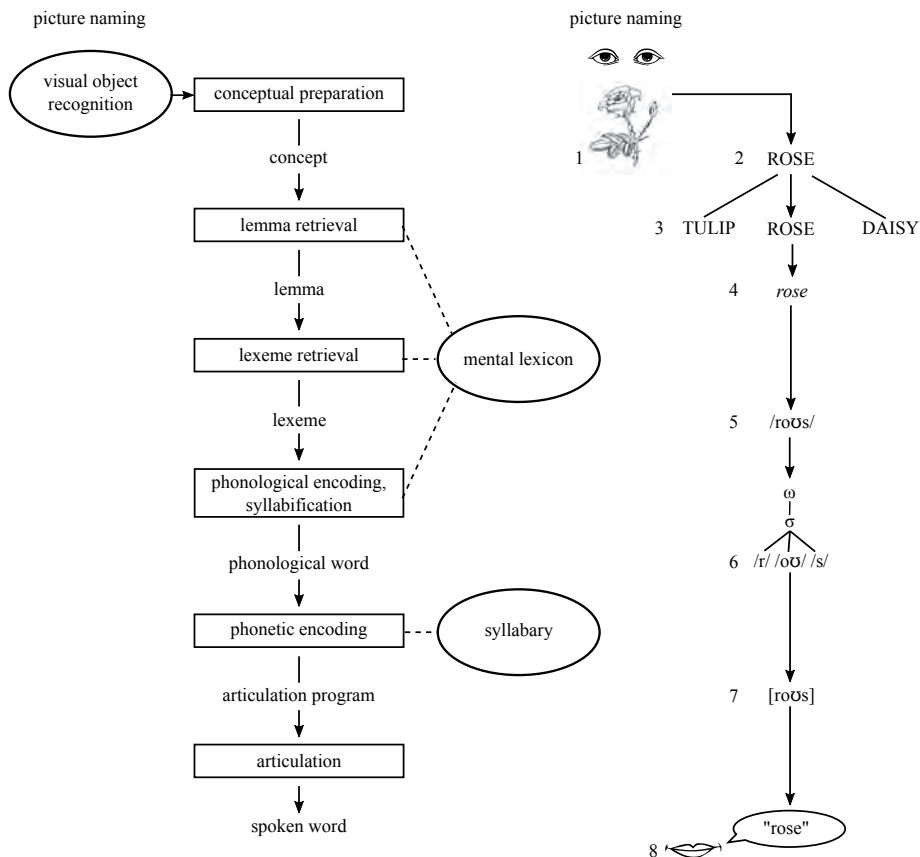 picture naming
visual object
recognition
conceptual preparation
concept
lemma retrieval
lemma
lexeme retrieval
mental lexicon
lexeme
phonological encoding,
syllabification
phonological word
phonetic encoding
syllabary
articulation program
articulation
spoken word
picture naming
1
2 ROSE
3 TULIP ROSE DAISY
4 rose
5 /roʊs/
ω
σ
6 /r/ /oʊ/ /s/
7 [roʊs]
"rose"
8